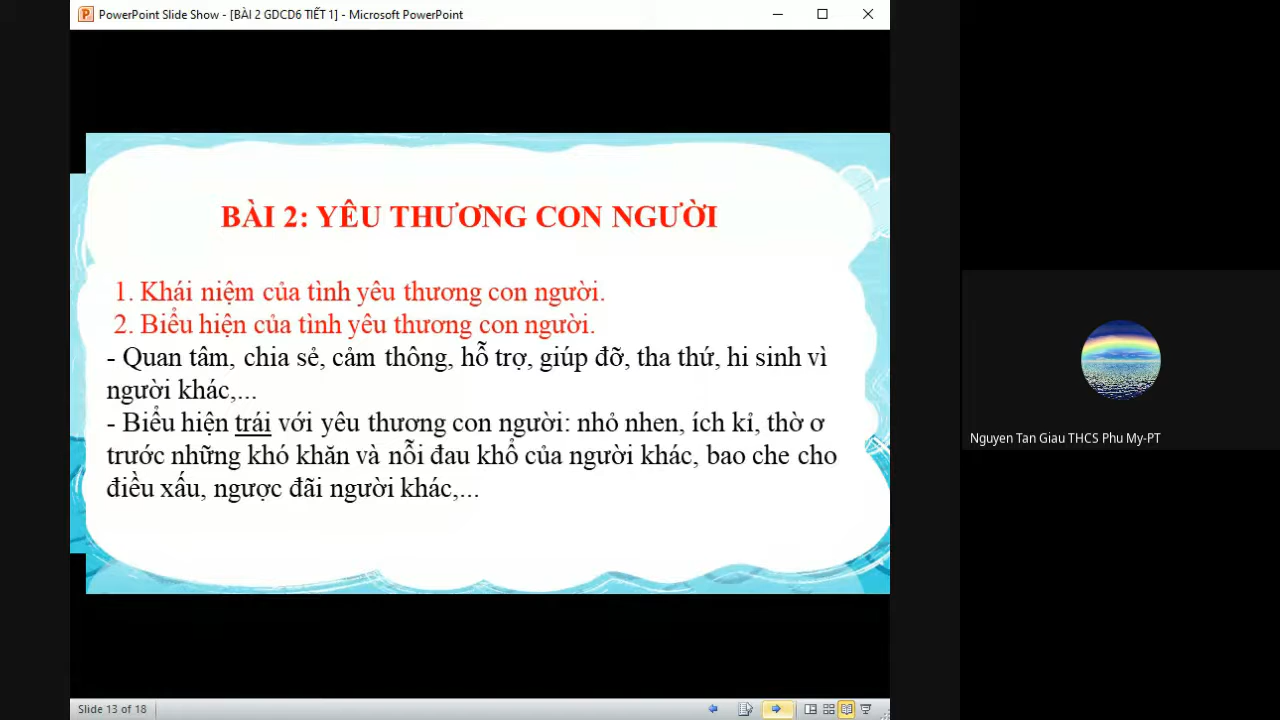 PowerPoint Slide Show - [BÀI 2 GDCD6 TIẾT 1] - Microsoft PowerPoint
BÀI 2: YÊU THƯƠNG CON NGƯỜI
1. Khái niệm của tình yêu thương con người.
2. Biểu hiện của tình yêu thương con người.
- Quan tâm, chia sẻ, cảm thông, hỗ trợ, giúp đỡ, tha thứ, hi sinh vì
người khác,...
- Biểu hiện trái với yêu thương con người: nhỏ nhen, ích kỉ, thờ ơ
trước những khó khăn và nỗi đau khổ của người khác, bao che cho
điều xấu, ngược đãi người khác,...
Nguyen Tan Giau THCS Phu My-PT
Slide 13 of 18